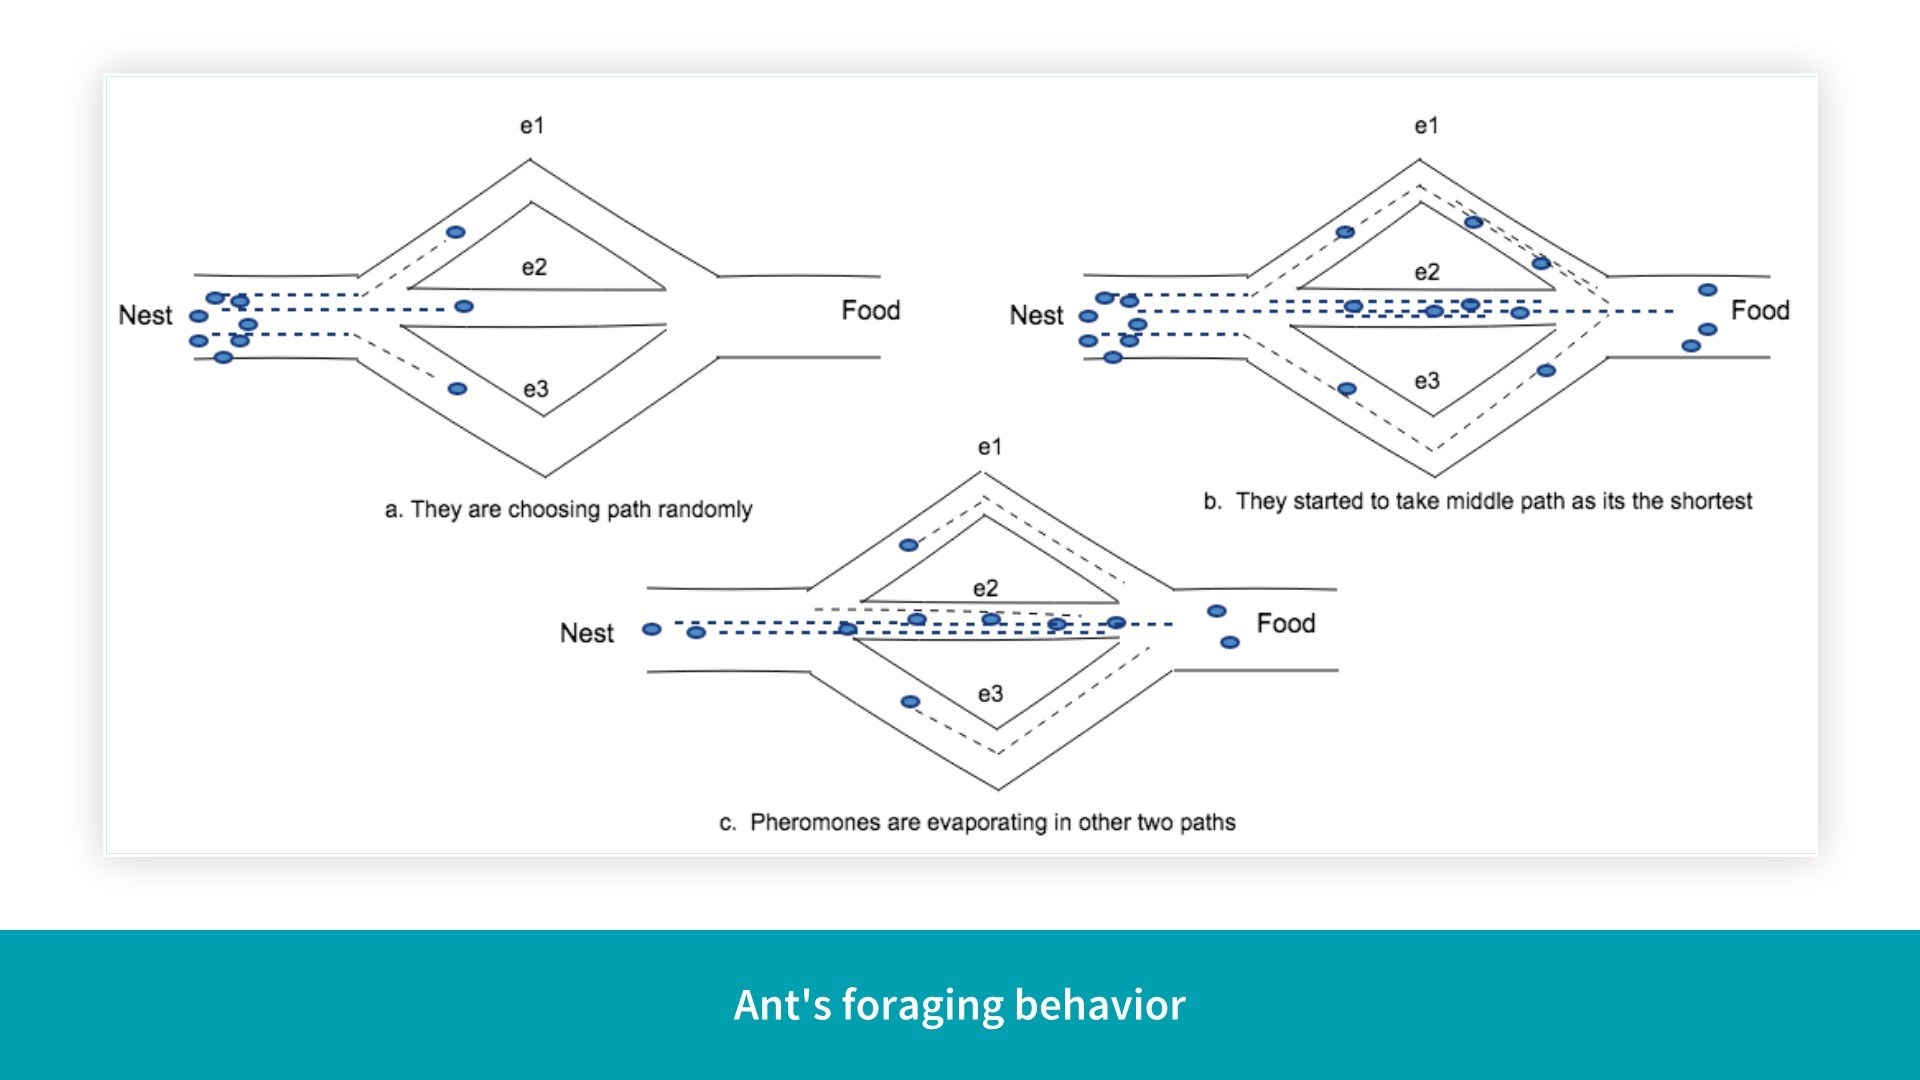 e1
e2
Nest
Food
e3
a. They are choosing path randomly
e1
e2
Nest
Food
e3
b. They started to take middle path as its the shortest
e1
e2
Nest
Food
e3
c. Pheromones are evaporating in other two paths
Ant's foraging behavior